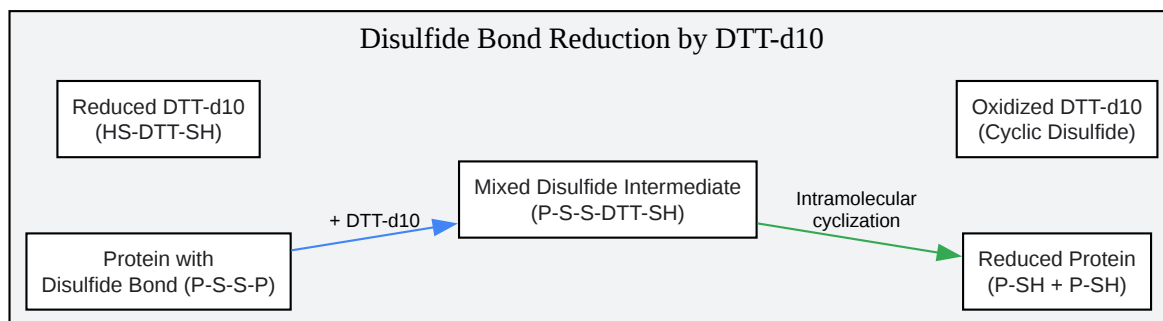 Disulfide Bond Reduction by DTT-d10
Reduced DTT-d10
(HS-DTT-SH)
Oxidized DTT-d10
(Cyclic Disulfide)
Mixed Disulfide Intermediate
(P-S-S-DTT-SH)
Intramolecular
cyclization
+ DTT-d10
Protein with
Disulfide Bond (P-S-S-P)
Reduced Protein
(P-SH + P-SH)